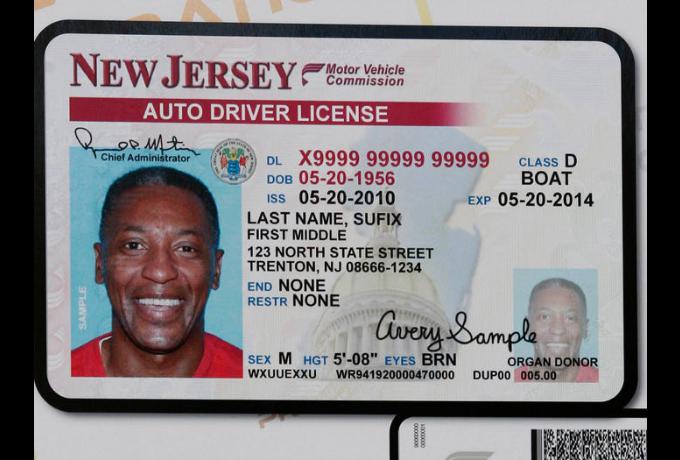 NEW JERSEY
Motor Vehicle
Commission
AUTO DRIVER LICENSE
Chief Administrator
DL X9999 99999 99999
CLASS D
DOB 05-20-1956
BOAT
ISS 05-20-2010
EXP 05-20-2014
LAST NAME, SUFIX
FIRST MIDDLE
123 NORTH STATE STREET
TRENTON, NJ 08666-1234
END NONE
RESTR NONE
SAMPLE
Avery Sample
SEX M HGT 5'-08" EYES BRN
ORGAN DONOR
WXUUEXXU WR941920000470000 DUP00 005.00